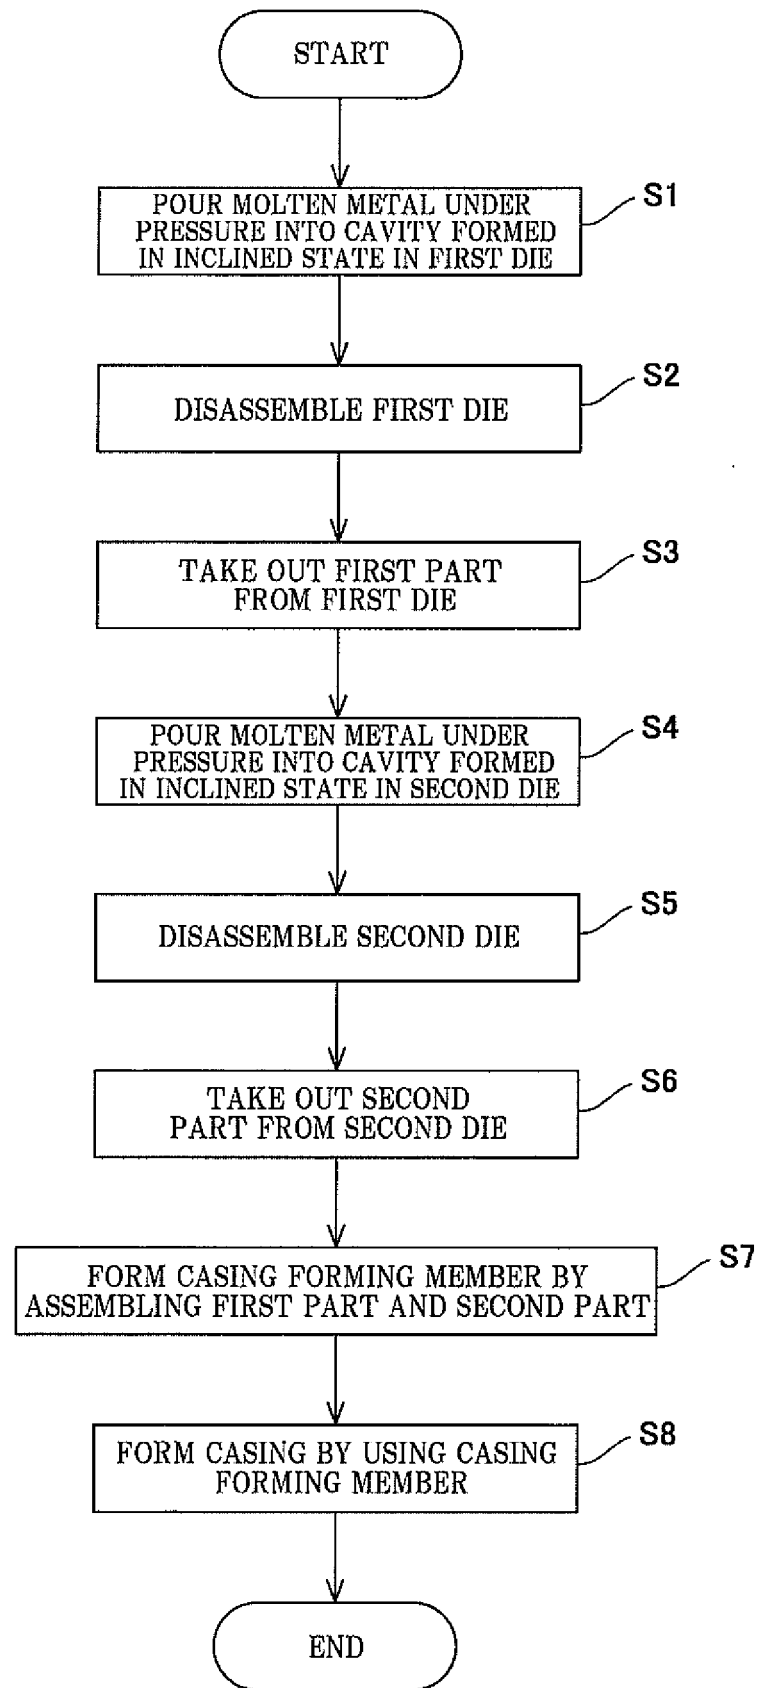 START
S1
POUR MOLTEN METAL UNDER
PRESSURE INTO CAVITY FORMED
IN INCLINED STATE IN FIRST DIE
S2
DISASSEMBLE FIRST DIE
S3
TAKE OUT FIRST PART
FROM FIRST DIE
S4
POUR MOLTEN METAL UNDER
PRESSURE INTO CAVITY FORMED
IN INCLINED STATE IN SECOND DIE
S5
DISASSEMBLE SECOND DIE
S6
TAKE OUT SECOND
PART FROM SECOND DIE
S7
FORM CASING FORMING MEMBER BY
ASSEMBLING FIRST PART AND SECOND PART
S8
FORM CASING BY USING CASING
FORMING MEMBER
END